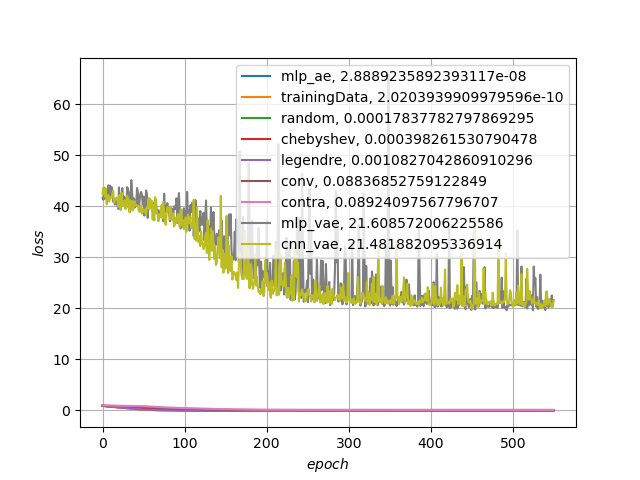 mlp_ae, 2.8889235892393117e-08
trainingData, 2.0203939909979596e-10
random, 0.00017837782797869295
chebyshev, 0.000398261530790478
legendre, 0.0010827042860910296
conv, 0.08836852759122849
contra, 0.08924097567796707
mlp_vae, 21.608572006225586
cnn_vae, 21.481882095336914
60
50
40
30
20
10
0
loss
0 100 200 300 400 500
epoch